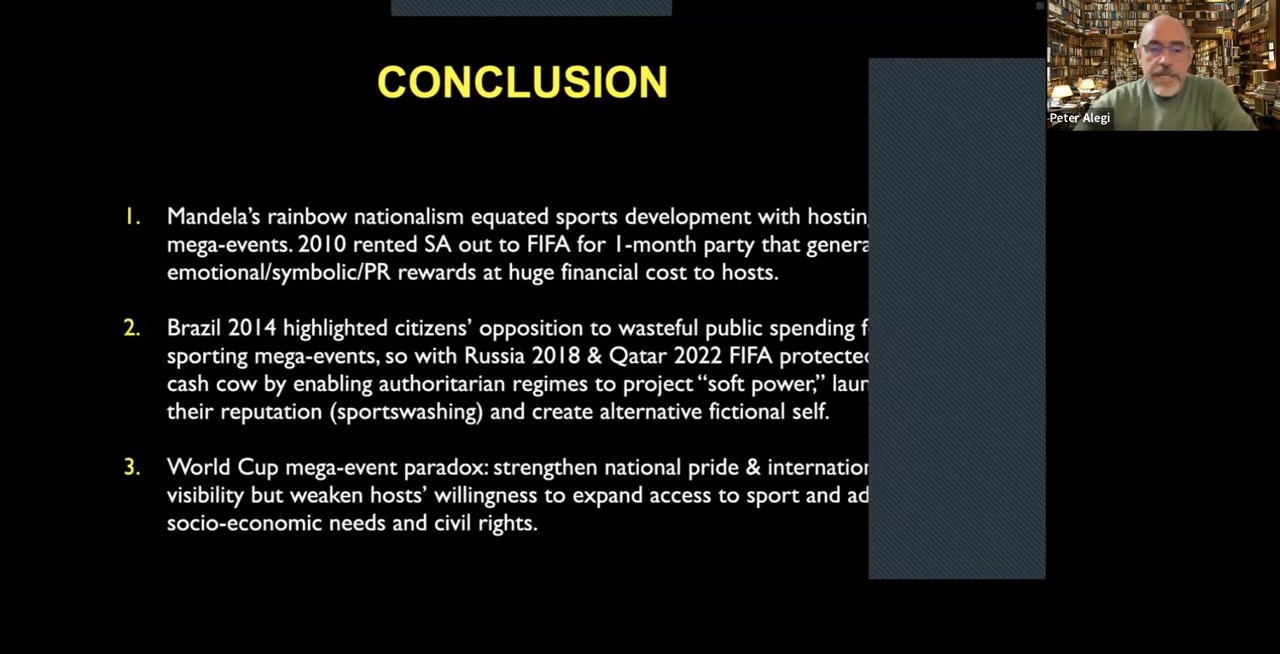 CONCLUSION
Peter Alegi
1. Mandela's rainbow nationalism equated sports development with hostin
mega-events. 2010 rented SA out to FIFA for 1-month party that genera
emotional/symbolic/PR rewards at huge financial cost to hosts.
2. Brazil 2014 highlighted citizens' opposition to wasteful public spending f
sporting mega-events, so with Russia 2018 & Qatar 2022 FIFA protected
cash cow by enabling authoritarian regimes to project “soft power,” laun
their reputation (sportswashing) and create alternative fictional self.
3. World Cup mega-event paradox: strengthen national pride & internation
visibility but weaken hosts' willingness to expand access to sport and ad
socio-economic needs and civil rights.